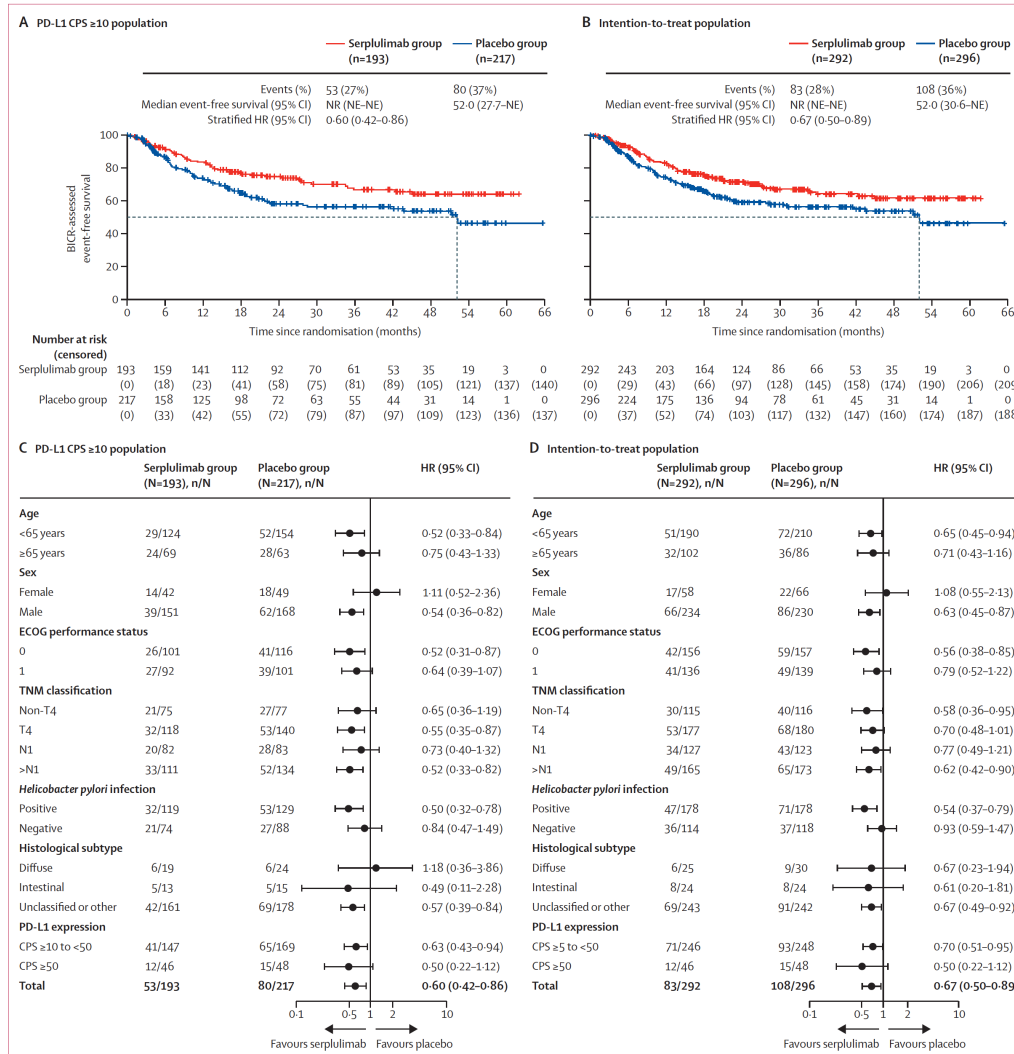 A PD-L1 CPS ≥10 population
Serplulimab group (n=193) Placebo group (n=217)
Events (%) 53 (27%) 80 (37%)
Median event-free survival (95% CI) NR (NE–NE) 52·0 (27·7–NE)
Stratified HR (95% CI) 0·60 (0·42–0·86)
BICR-assessed event-free survival
100
80
60
40
20
0
0 6 12 18 24 30 36 42 48 54 60 66
Time since randomisation (months)
Number at risk (censored)
Serplulimab group 193 159 141 112 92 70 61 53 35 19 3 0
(0) (18) (23) (41) (58) (75) (81) (89) (105) (121) (137) (140)
Placebo group 217 158 125 98 72 63 55 44 31 14 1 0
(0) (33) (42) (55) (72) (79) (87) (97) (109) (123) (136) (137)
B Intention-to-treat population
Serplulimab group (n=292) Placebo group (n=296)
Events (%) 83 (28%) 108 (36%)
Median event-free survival (95% CI) NR (NE–NE) 52·0 (30·6–NE)
Stratified HR (95% CI) 0·67 (0·50–0·89)
0 6 12 18 24 30 36 42 48 54 60 66
Time since randomisation (months)
292 243 203 164 124 86 66 53 35 19 3 0
(0) (29) (43) (66) (97) (128) (145) (158) (174) (190) (206) (209
296 224 175 136 94 78 61 45 31 14 1 0
(0) (37) (52) (74) (103) (117) (132) (147) (160) (174) (187) (188
C PD-L1 CPS ≥10 population
Serplulimab group (N=193), n/N Placebo group (N=217), n/N HR (95% CI)
Age
<65 years 29/124 52/154 0·52 (0·33–0·84)
≥65 years 24/69 28/63 0·75 (0·43–1·33)
Sex
Female 14/42 18/49 1·11 (0·52–2·36)
Male 39/151 62/168 0·54 (0·36–0·82)
ECOG performance status
0 26/101 41/116 0·52 (0·31–0·87)
1 27/92 39/101 0·64 (0·39–1·07)
TNM classification
Non-T4 21/75 27/77 0·65 (0·36–1·19)
T4 32/118 53/140 0·55 (0·35–0·87)
N1 20/82 28/83 0·73 (0·40–1·32)
>N1 33/111 52/134 0·52 (0·33–0·82)
Helicobacter pylori infection
Positive 32/119 53/129 0·50 (0·32–0·78)
Negative 21/74 27/88 0·84 (0·47–1·49)
Histological subtype
Diffuse 6/19 6/24 1·18 (0·36–3·86)
Intestinal 5/13 5/15 0·49 (0·11–2·28)
Unclassified or other 42/161 69/178 0·57 (0·39–0·84)
PD-L1 expression
CPS ≥10 to <50 41/147 65/169 0·63 (0·43–0·94)
CPS ≥50 12/46 15/48 0·50 (0·22–1·12)
Total 53/193 80/217 0·60 (0·42–0·86)
0·1 0·5 1 2 10
Favours serplulimab Favours placebo
D Intention-to-treat population
Serplulimab group (N=292), n/N Placebo group (N=296), n/N HR (95% CI)
Age
<65 years 51/190 72/210 0·65 (0·45–0·94)
≥65 years 32/102 36/86 0·71 (0·43–1·16)
Sex
Female 17/58 22/66 1·08 (0·55–2·13)
Male 66/234 86/230 0·63 (0·45–0·87)
ECOG performance status
0 42/156 59/157 0·56 (0·38–0·85)
1 41/136 49/139 0·79 (0·52–1·22)
TNM classification
Non-T4 30/115 40/116 0·58 (0·36–0·95)
T4 53/177 68/180 0·70 (0·48–1·01)
N1 34/127 43/123 0·77 (0·49–1·21)
>N1 49/165 65/173 0·62 (0·42–0·90)
Helicobacter pylori infection
Positive 47/178 71/178 0·54 (0·37–0·79)
Negative 36/114 37/118 0·93 (0·59–1·47)
Histological subtype
Diffuse 6/25 9/30 0·67 (0·23–1·94)
Intestinal 8/24 8/24 0·61 (0·20–1·81)
Unclassified or other 69/243 91/242 0·67 (0·49–0·92)
PD-L1 expression
CPS ≥5 to <50 71/246 93/248 0·70 (0·51–0·95)
CPS ≥50 12/46 15/48 0·50 (0·22–1·12)
Total 83/292 108/296 0·67 (0·50–0·89
0·1 0·5 1 2 10
Favours serplulimab Favours placebo